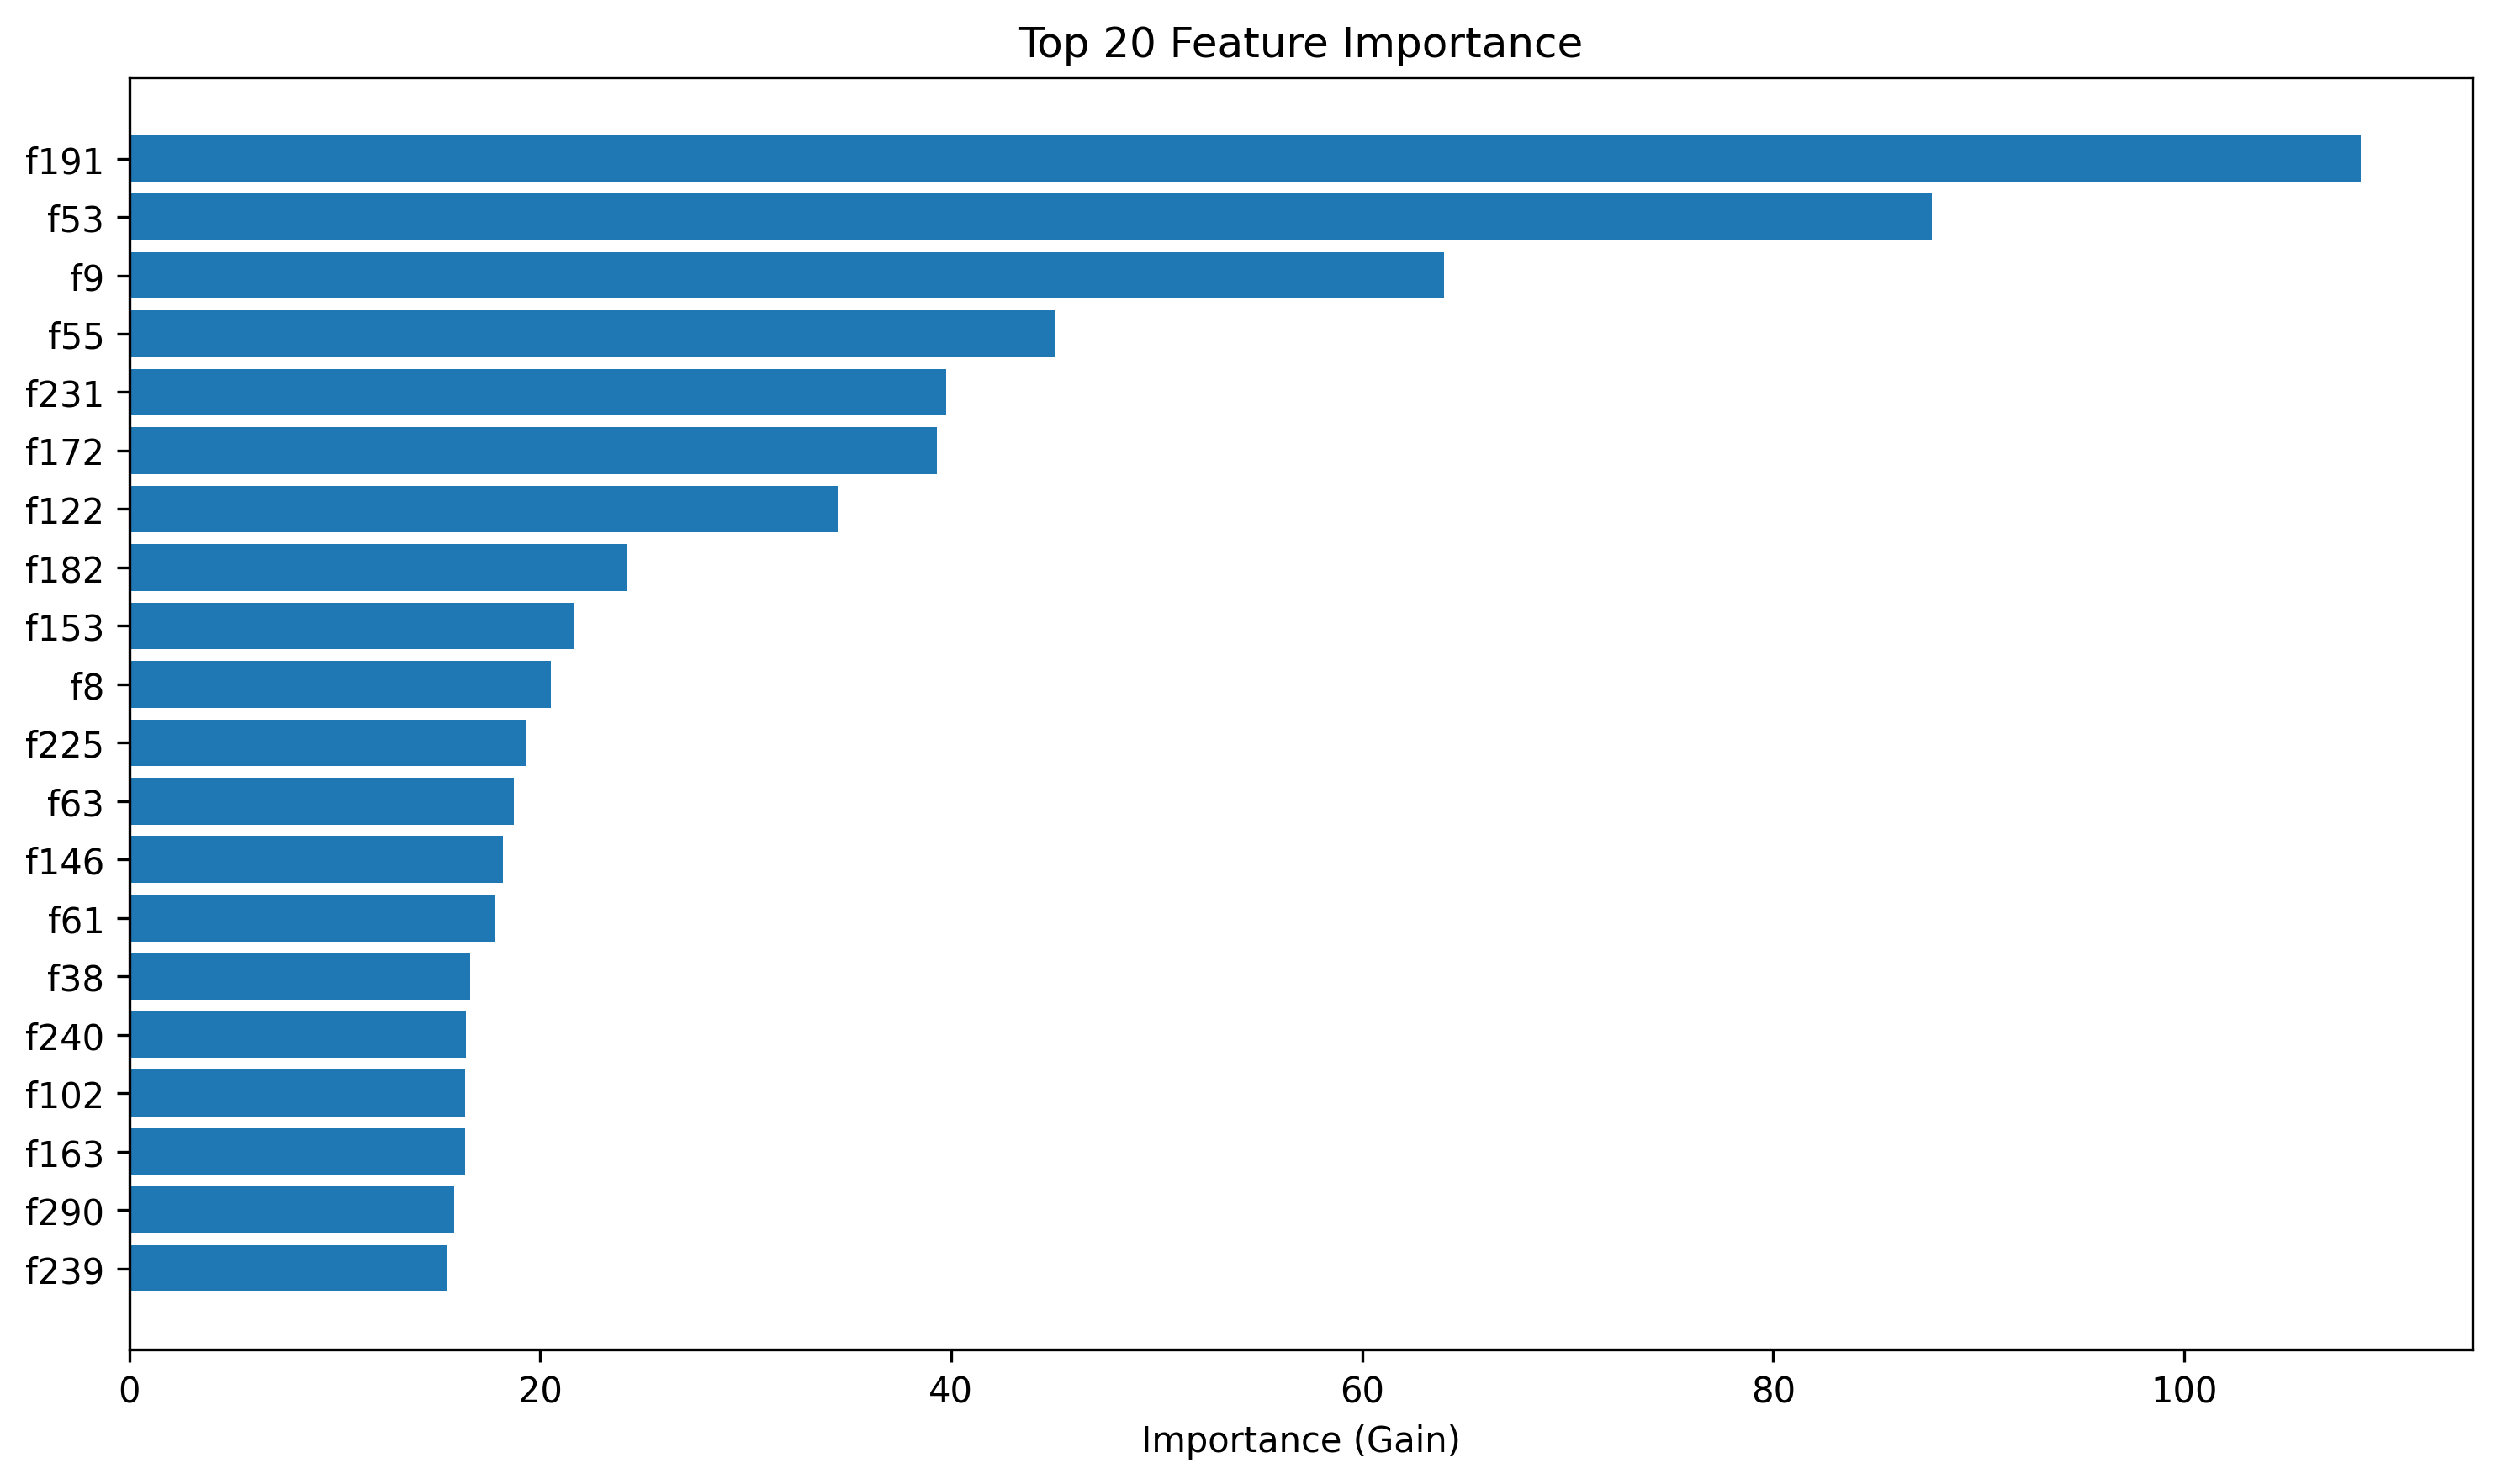 Top 20 Feature Importance
f191
f53
f9
f55
f231
f172
f122
f182
f153
f8
f225
f63
f146
f61
f38
f240
f102
f163
f290
f239
0 20 40 60 80 100
Importance (Gain)